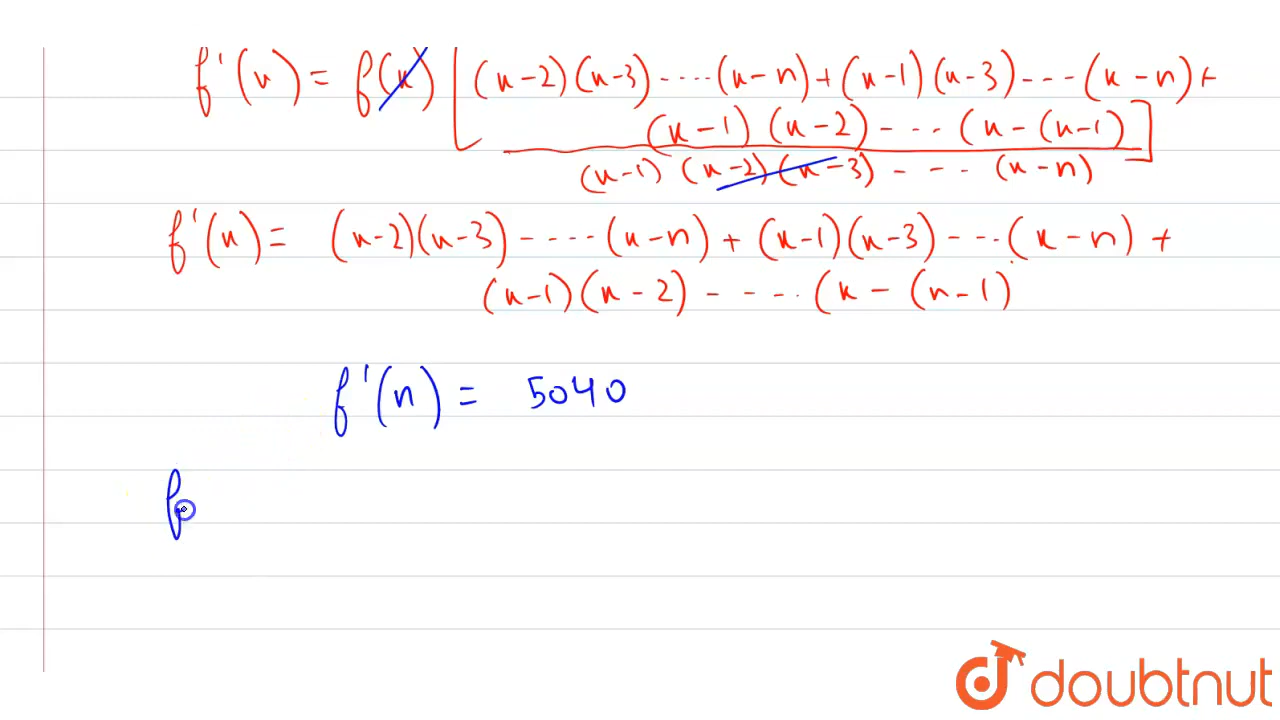 f'(x) = f(x) [(x-2)(x-3)-----(x-n)+(x-1)(x-3)---(x-n)+
(x-1)(x-2)-...(x-(n-1)]
(x-1)(x-2)(x-3)-- ...(x-n)
f'(x)= (x-2)(x-3)-----(x-n)+(x-1)(x-3)-...(x-n)+
(x-1)(x-2)-----(x-(n-1)
f'(n) = 5040
f
doubtnut